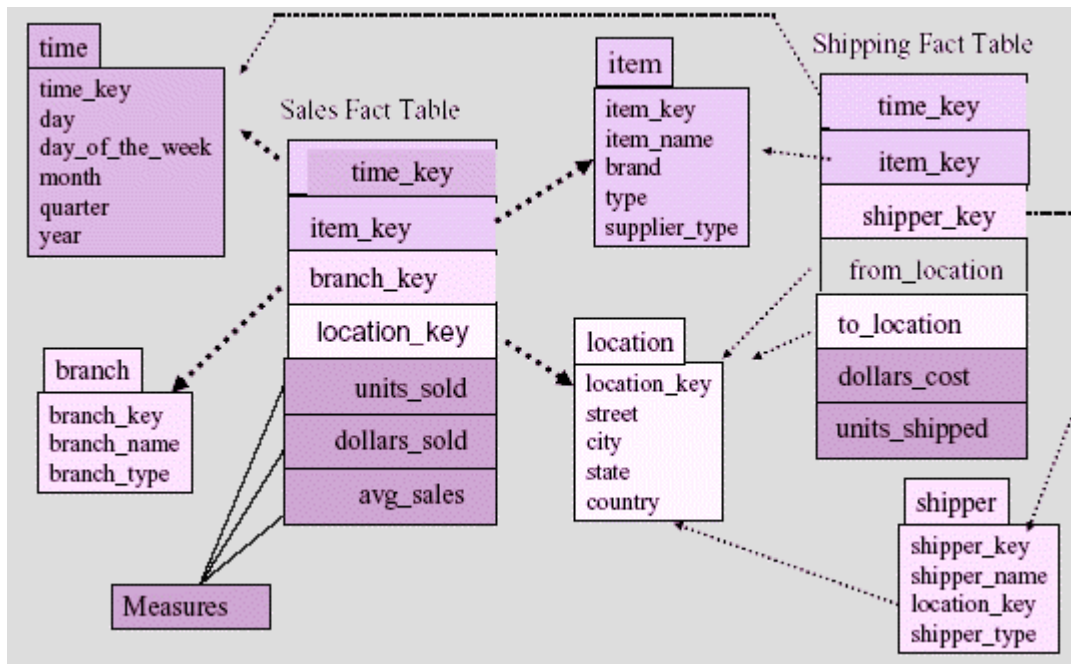 time
time_key
day
day_of_the_week
month
quarter
year
Sales Fact Table
time_key
item_key
branch_key
location_key
units_sold
dollars_sold
avg_sales
Measures
branch
branch_key
branch_name
branch_type
item
item_key
item_name
brand
type
supplier_type
location
location_key
street
city
state
country
Shipping Fact Table
time_key
item_key
shipper_key
from_location
to_location
dollars_cost
units_shipped
shipper
shipper_key
shipper_name
location_key
shipper_type